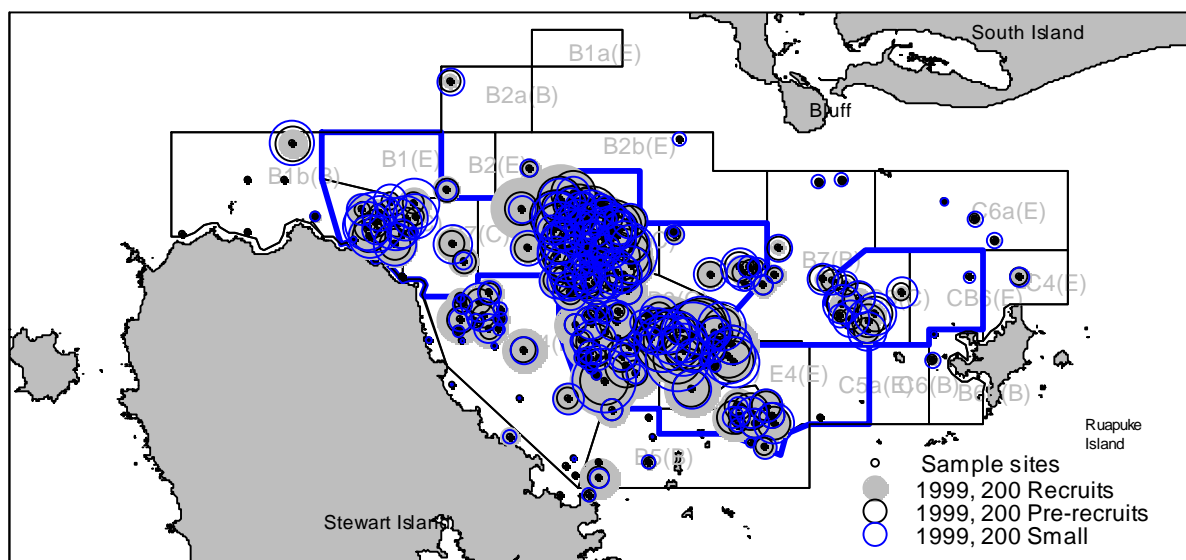 South Island
B1a(E)
B2a(B)
Bluff
B2b(E)
B1(E)
B2(E)
B1b(B)
C6a(E)
B7(B)
CB6(E)
C4(E)
E4(E)
C5a(E)
C6(B)
Ruapuke
Island
Sample sites
1999, 200 Recruits
1999, 200 Pre-recruits
1999, 200 Small
Stewart Island